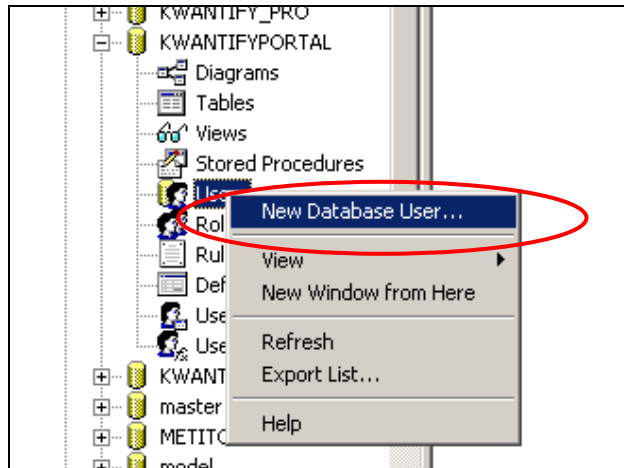 KWANTIFY_PRO
KWANTIFYPORTAL
Diagrams
Tables
Views
Stored Procedures
New Database User...
View
New Window from Here
Refresh
Export List...
Help
master
model